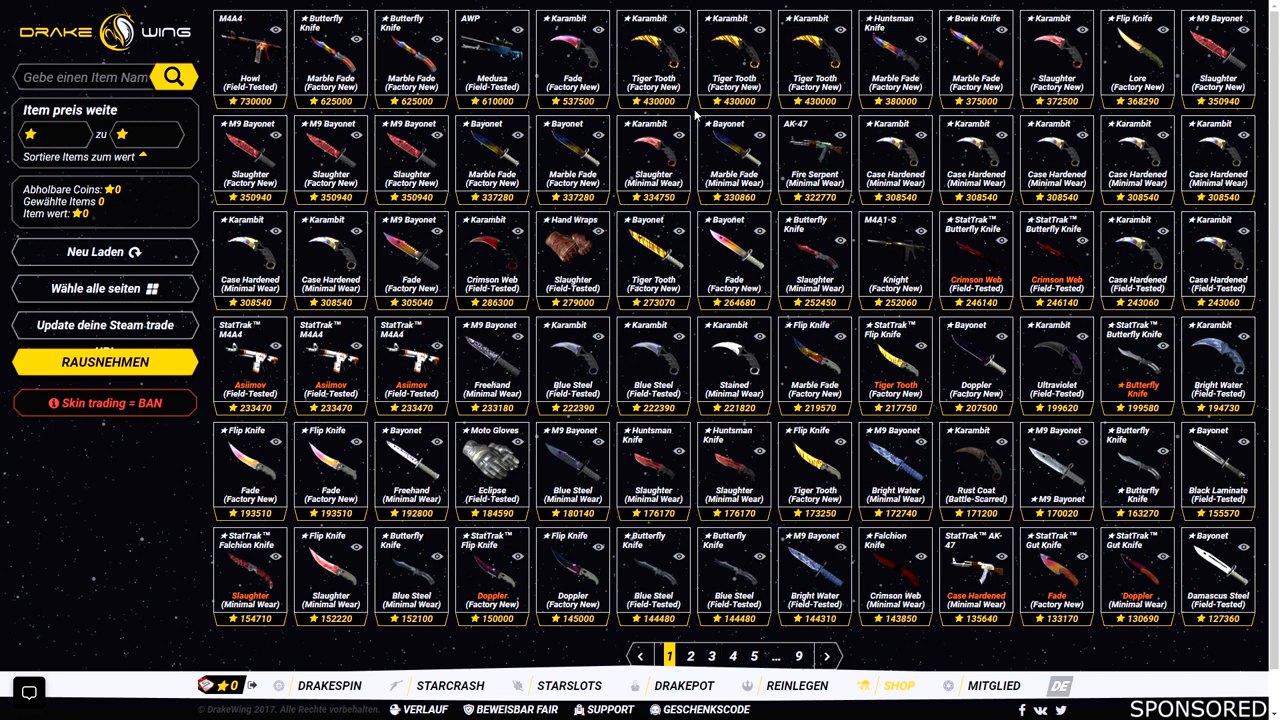 DRAKE WING
Gebe einen Item Nam
Item preis weite
zu
Sortiere Items zum wert
Abholbare Coins: 0
Gewählte Items 0
Item wert: 0
Neu Laden
Wähle alle seiten
Update deine Steam trade
RAUSNEHMEN
Skin trading = BAN
M4A4
Howl
(Field-Tested)
730000
★ Butterfly Knife
Marble Fade
(Factory New)
625000
★ Butterfly Knife
Marble Fade
(Factory New)
625000
AWP
Medusa
(Field-Tested)
610000
★ Karambit
Fade
(Factory New)
537500
★ Karambit
Tiger Tooth
(Factory New)
430000
★ Karambit
Tiger Tooth
(Factory New)
430000
★ Karambit
Tiger Tooth
(Factory New)
430000
★ Huntsman Knife
Marble Fade
(Factory New)
380000
★ Bowie Knife
Marble Fade
(Factory New)
375000
★ Karambit
Slaughter
(Factory New)
372500
★ Flip Knife
Lore
(Factory New)
368290
★ M9 Bayonet
Slaughter
(Factory New)
350940
★ M9 Bayonet
Slaughter
(Factory New)
350940
★ M9 Bayonet
Slaughter
(Factory New)
350940
★ M9 Bayonet
Slaughter
(Factory New)
350940
★ Bayonet
Marble Fade
(Factory New)
337280
★ Bayonet
Marble Fade
(Factory New)
337280
★ Karambit
Slaughter
(Minimal Wear)
334750
★ Bayonet
Marble Fade
(Minimal Wear)
330860
AK-47
Fire Serpent
(Minimal Wear)
322770
★ Karambit
Case Hardened
(Minimal Wear)
308540
★ Karambit
Case Hardened
(Minimal Wear)
308540
★ Karambit
Case Hardened
(Minimal Wear)
308540
★ Karambit
Case Hardened
(Minimal Wear)
308540
★ Karambit
Case Hardened
(Minimal Wear)
308540
★ Karambit
Case Hardened
(Minimal Wear)
308540
★ Karambit
Case Hardened
(Minimal Wear)
308540
★ M9 Bayonet
Fade
(Factory New)
305040
★ Karambit
Crimson Web
(Field-Tested)
286300
★ Hand Wraps
Slaughter
(Field-Tested)
279000
★ Bayonet
Tiger Tooth
(Factory New)
273070
★ Bayonet
Fade
(Factory New)
264680
★ Butterfly Knife
Slaughter
(Minimal Wear)
252450
M4A1-S
Knight
(Factory New)
252060
★ StatTrak™ Butterfly Knife
Crimson Web
(Field-Tested)
246140
★ StatTrak™ Butterfly Knife
Crimson Web
(Field-Tested)
246140
★ Karambit
Case Hardened
(Field-Tested)
243060
★ Karambit
Case Hardened
(Field-Tested)
243060
StatTrak™ M4A4
Asiimov
(Field-Tested)
233470
StatTrak™ M4A4
Asiimov
(Field-Tested)
233470
StatTrak™ M4A4
Asiimov
(Field-Tested)
233470
★ M9 Bayonet
Freehand
(Minimal Wear)
233180
★ Karambit
Blue Steel
(Field-Tested)
222390
★ Karambit
Blue Steel
(Field-Tested)
222390
★ Karambit
Stained
(Minimal Wear)
221820
★ Flip Knife
Marble Fade
(Factory New)
219570
★ StatTrak™ Flip Knife
Tiger Tooth
(Factory New)
217750
★ Bayonet
Doppler
(Factory New)
207500
★ Karambit
Ultraviolet
(Field-Tested)
199620
★ StatTrak™ Butterfly Knife
★ Butterfly
Knife
199580
★ Karambit
Bright Water
(Field-Tested)
194730
★ Flip Knife
Fade
(Factory New)
193510
★ Flip Knife
Fade
(Factory New)
193510
★ Bayonet
Freehand
(Minimal Wear)
192800
★ Moto Gloves
Eclipse
(Field-Tested)
184590
★ M9 Bayonet
Blue Steel
(Minimal Wear)
180140
★ Huntsman Knife
Slaughter
(Minimal Wear)
176170
★ Huntsman Knife
Slaughter
(Minimal Wear)
176170
★ Flip Knife
Tiger Tooth
(Factory New)
173250
★ M9 Bayonet
Bright Water
(Minimal Wear)
172740
★ Karambit
Rust Coat
(Battle-Scarred)
171200
★ M9 Bayonet
★ M9 Bayonet
170020
★ Butterfly Knife
★ Butterfly
Knife
163270
★ Bayonet
Black Laminate
(Field-Tested)
155570
★ StatTrak™ Falchion Knife
Slaughter
(Minimal Wear)
154710
★ Flip Knife
Slaughter
(Minimal Wear)
152220
★ Butterfly Knife
Blue Steel
(Minimal Wear)
152100
★ StatTrak™ Flip Knife
Doppler
(Factory New)
150000
★ Flip Knife
Doppler
(Factory New)
145000
★ Butterfly Knife
Blue Steel
(Field-Tested)
144480
★ Butterfly Knife
Blue Steel
(Field-Tested)
144480
★ M9 Bayonet
Bright Water
(Minimal Wear)
144310
★ Falchion Knife
Crimson Web
(Minimal Wear)
143850
StatTrak™ AK-47
Case Hardened
(Minimal Wear)
135640
★ StatTrak™ Gut Knife
Fade
(Factory New)
133170
★ StatTrak™ Gut Knife
Doppler
(Factory New)
130690
★ Bayonet
Damascus Steel
(Field-Tested)
127360
1 2 3 4 5 ... 9
0 DRAKESPIN STARCRASH STARSLOTS DRAKEPOT REINLEGEN SHOP MITGLIED DE
© DrakeWing 2017. Alle Rechte vorbehalten. VERLAUF BEWEISBAR FAIR SUPPORT GESCHENKSCODE
SPONSORED